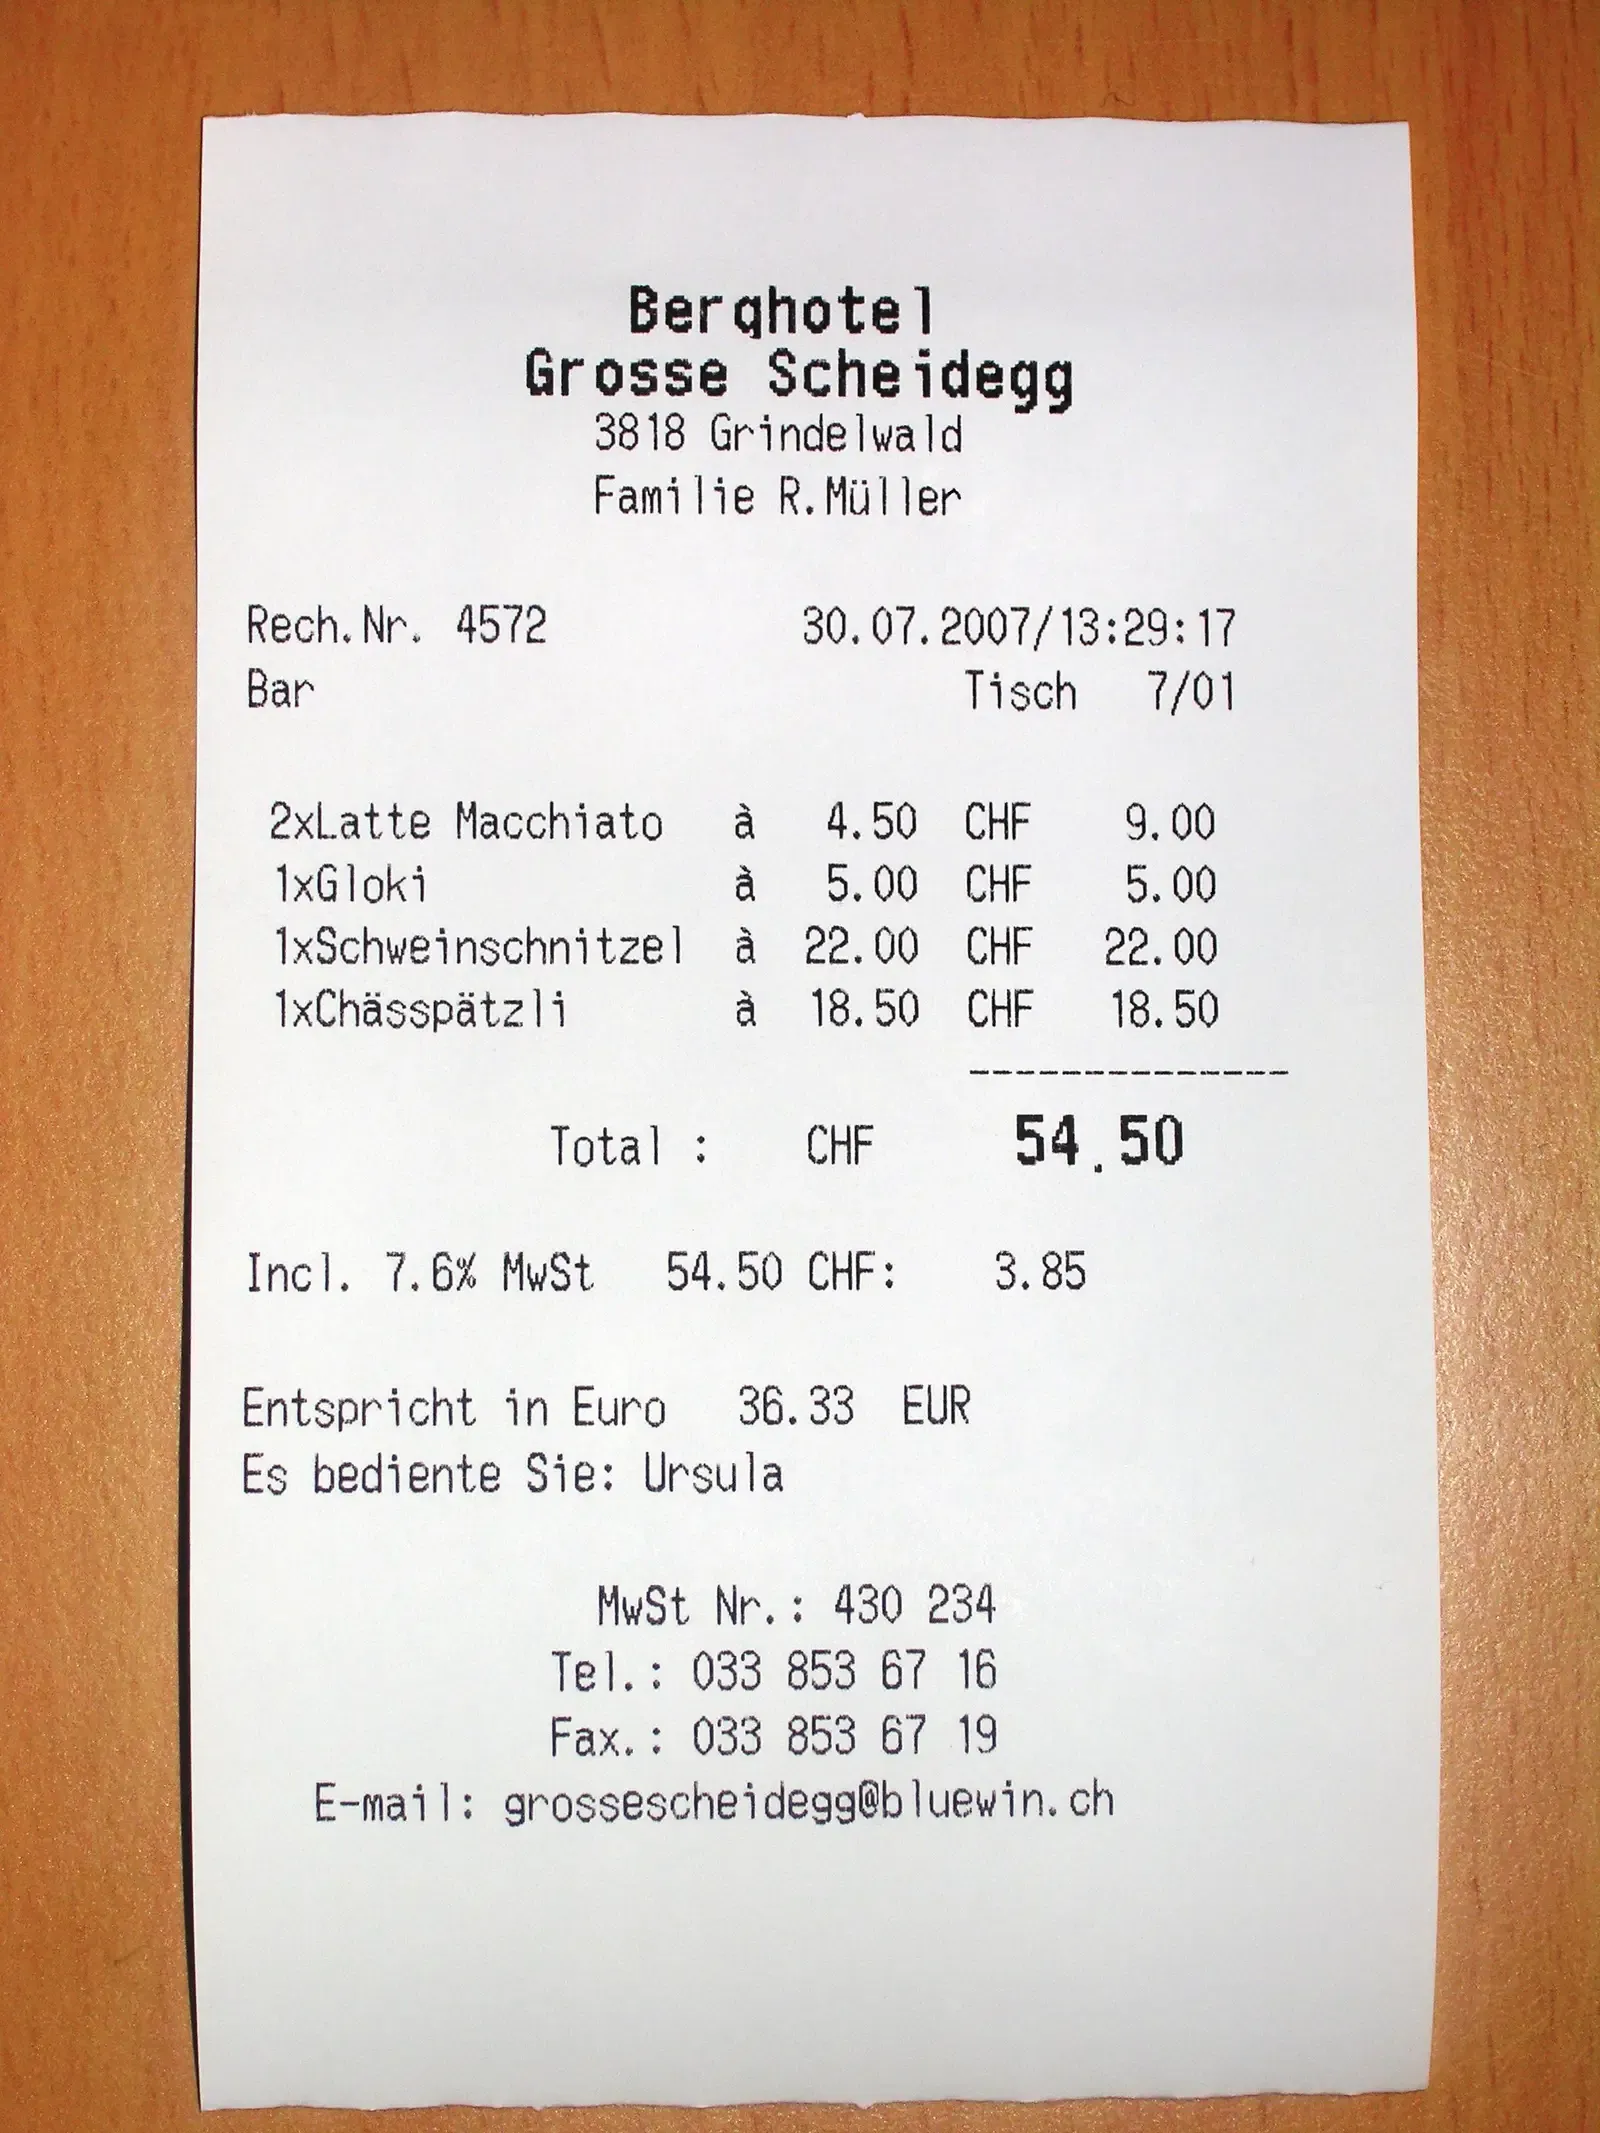 Berghotel
Grosse Scheidegg
3818 Grindelwald
Familie R.Müller
Rech.Nr. 4572 30.07.2007/13:29:17
Bar Tisch 7/01
2xLatte Macchiato à 4.50 CHF 9.00
1xGloki à 5.00 CHF 5.00
1xSchweinschnitzel à 22.00 CHF 22.00
1xChässpätzli à 18.50 CHF 18.50
--------------
Total : CHF 54.50
Incl. 7.6% MwSt 54.50 CHF: 3.85
Entspricht in Euro 36.33 EUR
Es bediente Sie: Ursula
MwSt Nr.: 430 234
Tel.: 033 853 67 16
Fax.: 033 853 67 19
E-mail: grossescheidegg@bluewin.ch